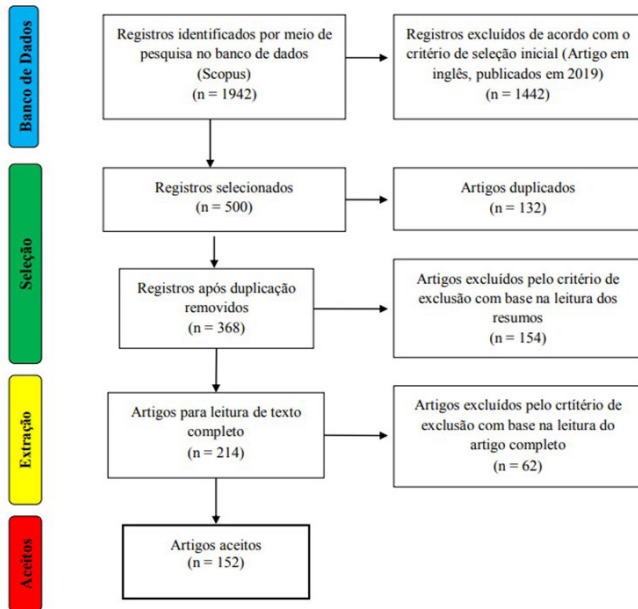 Banco de Dados
Registros identificados por meio de
pesquisa no banco de dados
(Scopus)
(n = 1942)
Registros excluídos de acordo com o
critério de seleção inicial (Artigo em
inglês, publicados em 2019)
(n = 1442)
Seleção
Registros selecionados
(n = 500)
Artigos duplicados
(n = 132)
Registros após duplicação
removidos
(n = 368)
Artigos excluídos pelo critério de
exclusão com base na leitura dos
resumos
(n = 154)
Extração
Artigos para leitura de texto
completo
(n = 214)
Artigos excluídos pelo crtitério de
exclusão com base na leitura do
artigo completo
(n = 62)
Aceitos
Artigos aceitos
(n = 152)